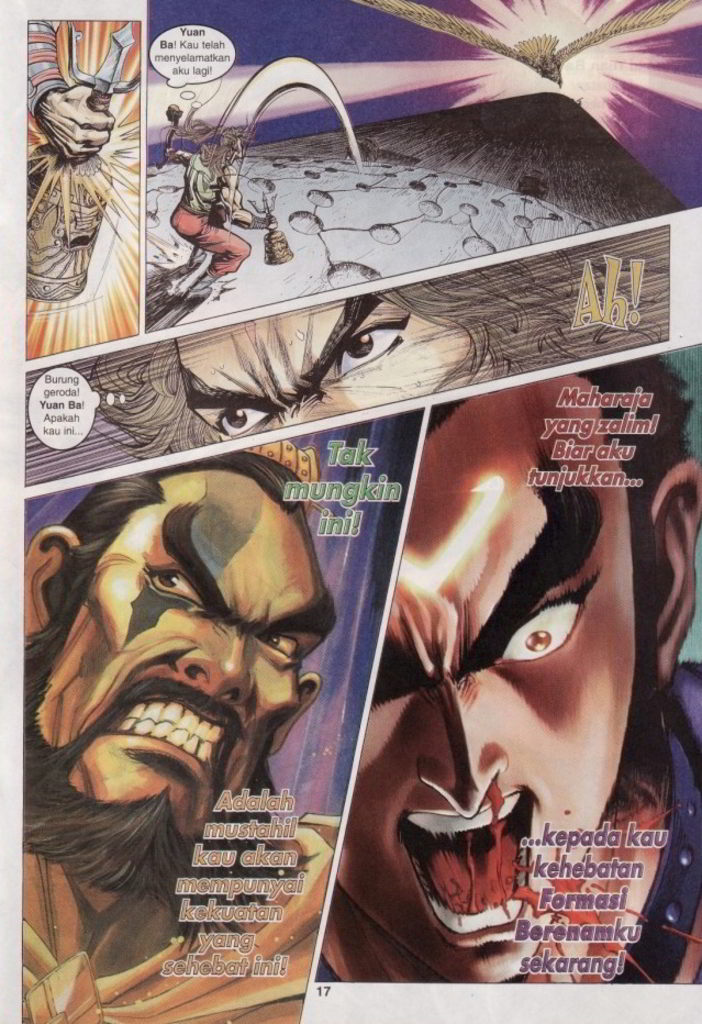 Yuan
Ba! Kau telah
menyelamatkan
aku lagi!
Ah!
Burung
geroda!
Yuan Ba!
Apakah
kau ini...
...
Tak
mungkin
ini!
Adalah
mustahil
kau akan
mempunyai
kekuatan
yang
sehebat ini!
Maharaja
yang zalim!
Biar aku
tunjukkan...
...kepada kau
kehebatan
Formasi
Berenamku
sekarang!
17